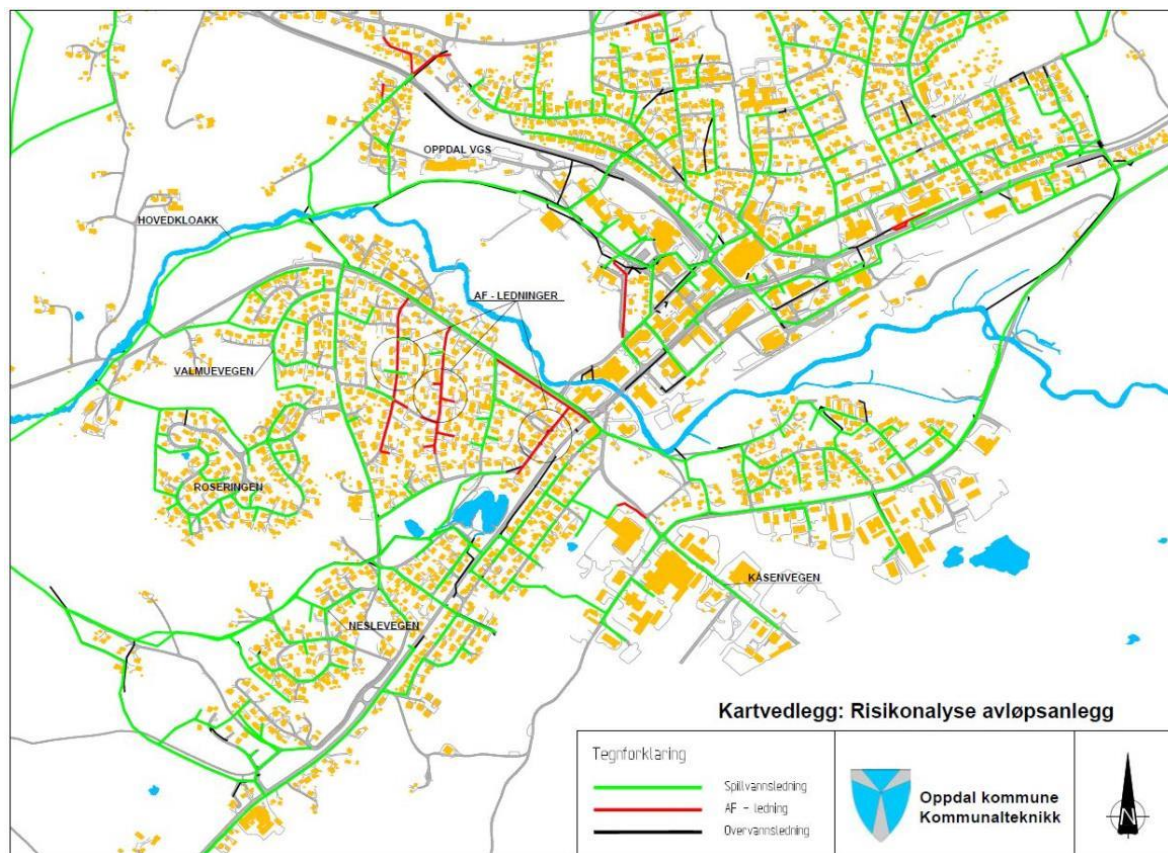 OPPDAL VGS
HOVEDKLOAKK
AF - LEDNINGER
VALMUEVEGEN
ROSERINGEN
KÅSENVEGEN
NESLEVEGEN
Kartvedlegg: Risikonalyse avløpsanlegg
Tegnforklaring
Spillvannsledning
AF - ledning
Overvannsledning
Oppdal kommune
Kommunalteknikk
N